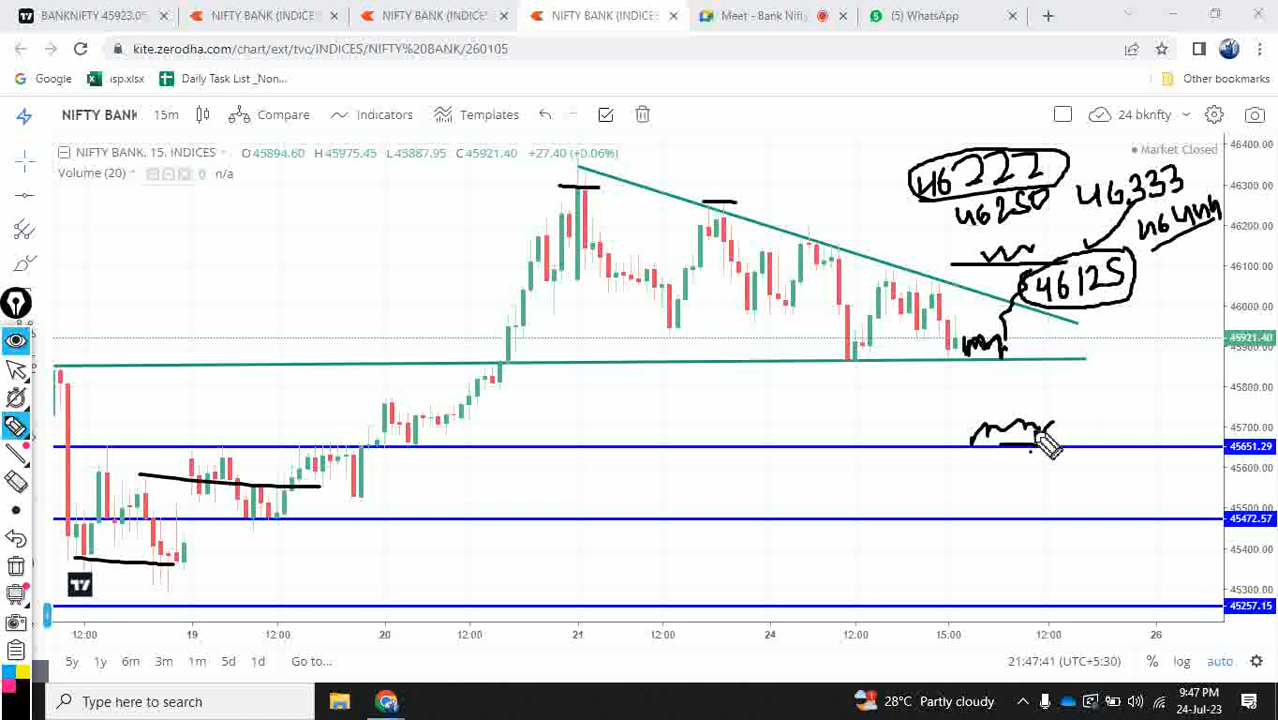 BANKNIFTY 45923.05
NIFTY BANK (INDICE
NIFTY BANK (INDICE
NIFTY BANK (INDICE
Meet - Bank Nifty
(5) WhatsApp
kite.zerodha.com/chart/ext/tvc/INDICES/NIFTY%20BANK/260105
Google
isp.xlsx
Daily Task List _Non...
Other bookmarks
NIFTY BANK
15m
Compare
Indicators
Templates
24 bknfty
NIFTY BANK, 15, INDICES
Market Closed
O45894.60 H45975.45 L45887.95 C45921.40 +27.40 (+0.06%)
Volume (20)
0 n/a
46222
46250
46333
46444
46125
46400.00
46300.00
46200.00
46100.00
46000.00
45921.40
45900.00
45800.00
45700.00
45651.29
45600.00
45500.00
45472.57
45400.00
45300.00
45257.15
12:00 19 12:00 20 12:00 21 12:00 24 12:00 15:00 12:00 26
5y 1y 6m 3m 1m 5d 1d Go to...
21:47:41 (UTC+5:30) % log auto
Type here to search
28°C Partly cloudy
9:47 PM
24-Jul-23